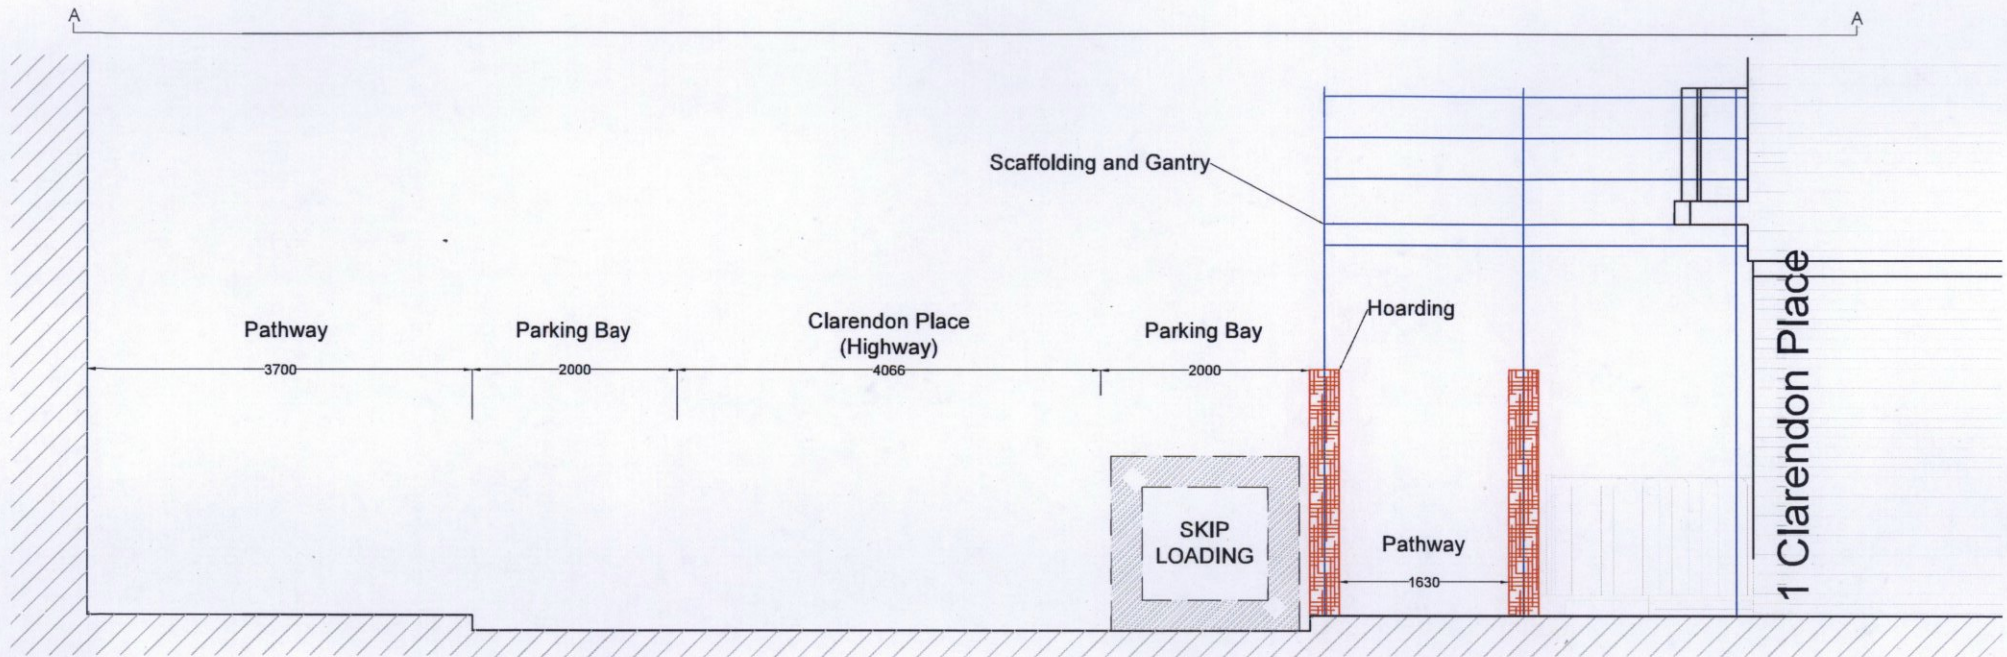 A
A
Scaffolding and Gantry
Hoarding
Pathway
3700
Parking Bay
2000
Clarendon Place
(Highway)
4066
Parking Bay
2000
SKIP
LOADING
Pathway
1630
1 Clarendon Place